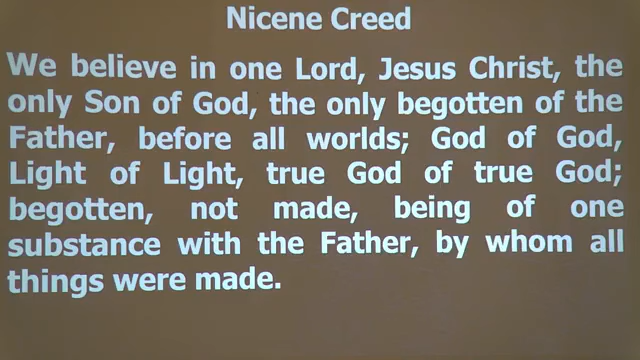 Nicene Creed
We believe in one Lord, Jesus Christ, the
only Son of God, the only begotten of the
Father, before all worlds; God of God,
Light of Light, true God of true God;
begotten, not made, being of one
substance with the Father, by whom all
things were made.